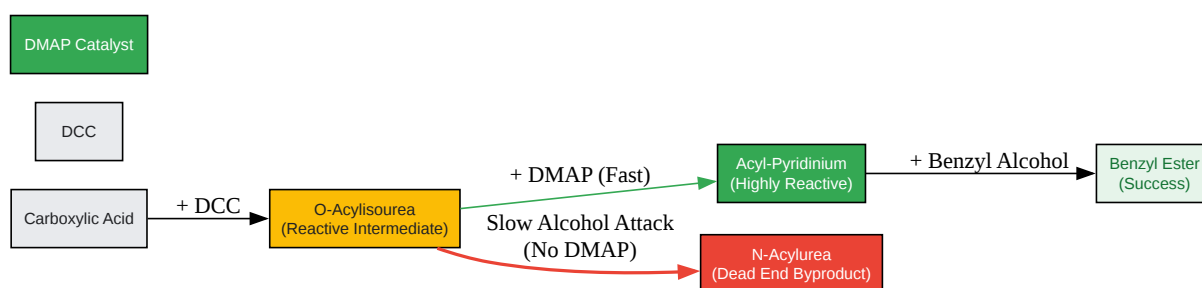 DMAP Catalyst
DCC
Carboxylic Acid
+ DCC
O-Acylisourea
(Reactive Intermediate)
+ DMAP (Fast)
Slow Alcohol Attack
(No DMAP)
Acyl-Pyridinium
(Highly Reactive)
N-Acylurea
(Dead End Byproduct)
+ Benzyl Alcohol
Benzyl Ester
(Success)